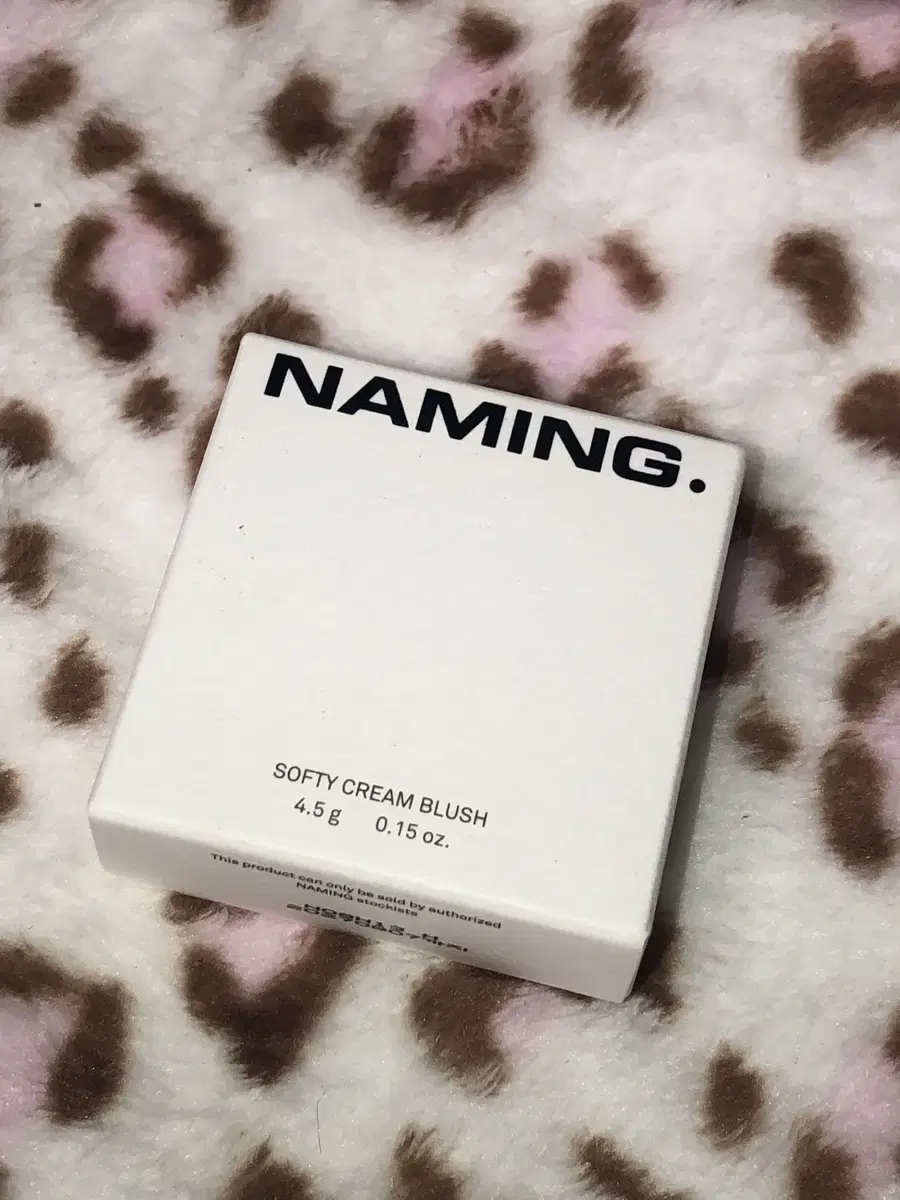 NAMING.
SOFTY CREAM BLUSH
4.5 g 0.15 oz.
This product can only be sold by authorized
NAMING stockists